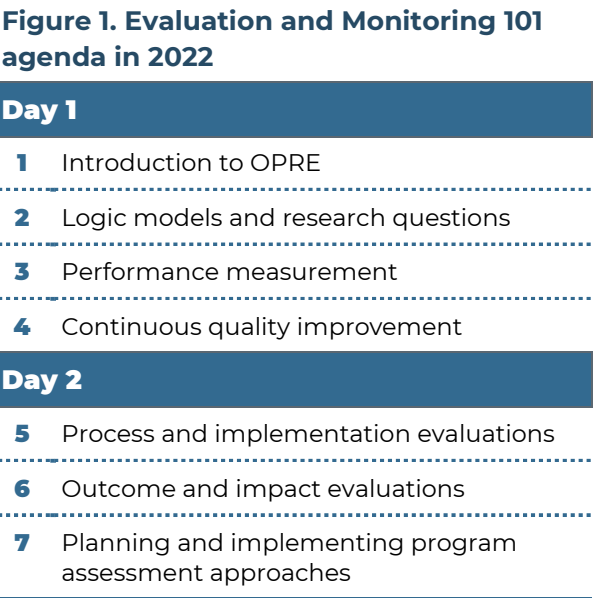 Figure 1. Evaluation and Monitoring 101
agenda in 2022
Day 1
1 Introduction to OPRE
2 Logic models and research questions
3 Performance measurement
4 Continuous quality improvement
Day 2
5 Process and implementation evaluations
6 Outcome and impact evaluations
7 Planning and implementing program
assessment approaches